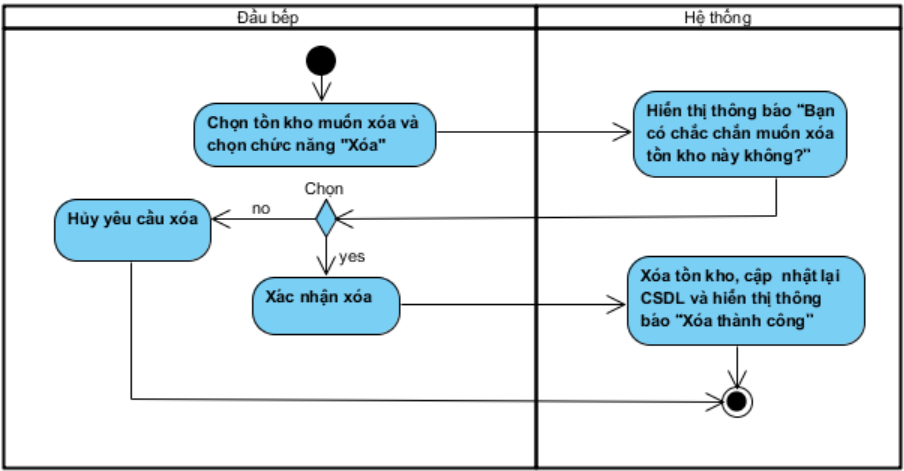 Đầu bếp
Hệ thống
Chọn tồn kho muốn xóa và
chọn chức năng "Xóa"
Hiển thị thông báo "Bạn
có chắc chắn muốn xóa
tồn kho này không?"
Chọn
no
Hủy yêu cầu xóa
yes
Xác nhận xóa
Xóa tồn kho, cập nhật lại
CSDL và hiển thị thông
báo "Xóa thành công"